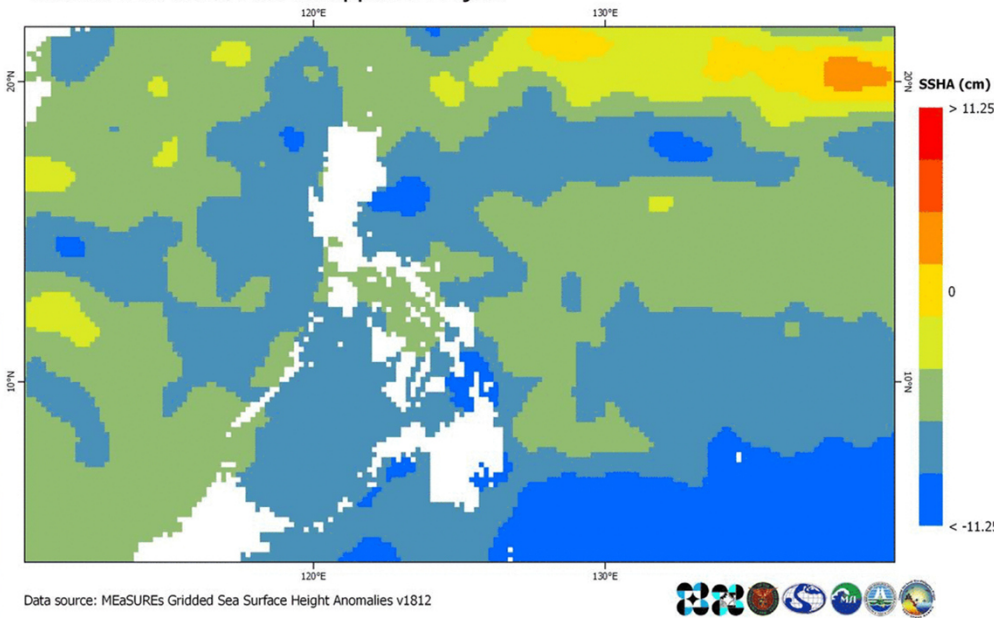 120°E 130°E
20°N 20°N
SSHA (cm)
> 11.25
0
10°N 10°N
< -11.25
120°E 130°E
Data source: MEaSUREs Gridded Sea Surface Height Anomalies v1812
MSI